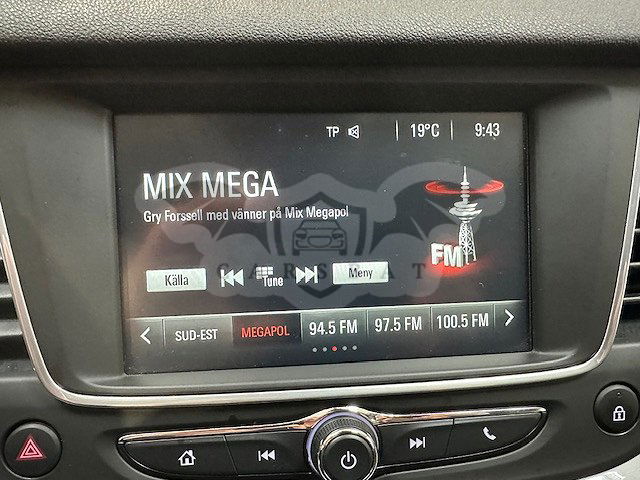 TP 19°C 9:43
MIX MEGA
Gry Forssell med vänner på Mix Megapol
FM
Källa Tune Meny
CARSBAT
SUD-EST MEGAPOL 94.5 FM 97.5 FM 100.5 FM